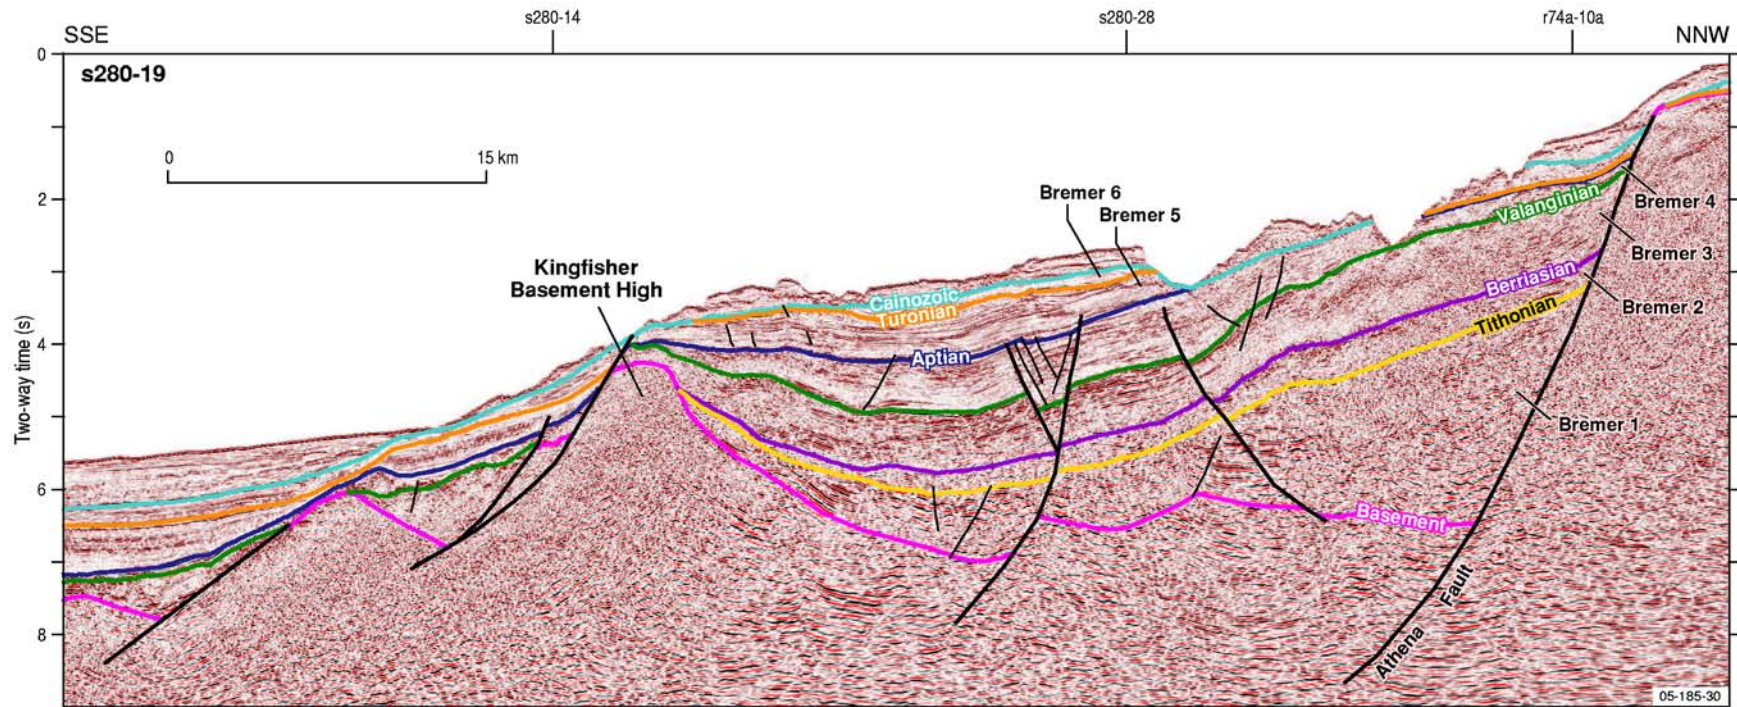 s280-14
s280-28
r74a-10a
SSE
NNW
0
s280-19
0
15 km
2
4
6
8
Two-way time (s)
Bremer 6
Bremer 5
Kingfisher
Basement High
Cainozoic
Turonian
Aptian
Valanginian
Berriasian
Tithonian
Basement
Bremer 4
Bremer 3
Bremer 2
Bremer 1
Athena Fault
05-185-30